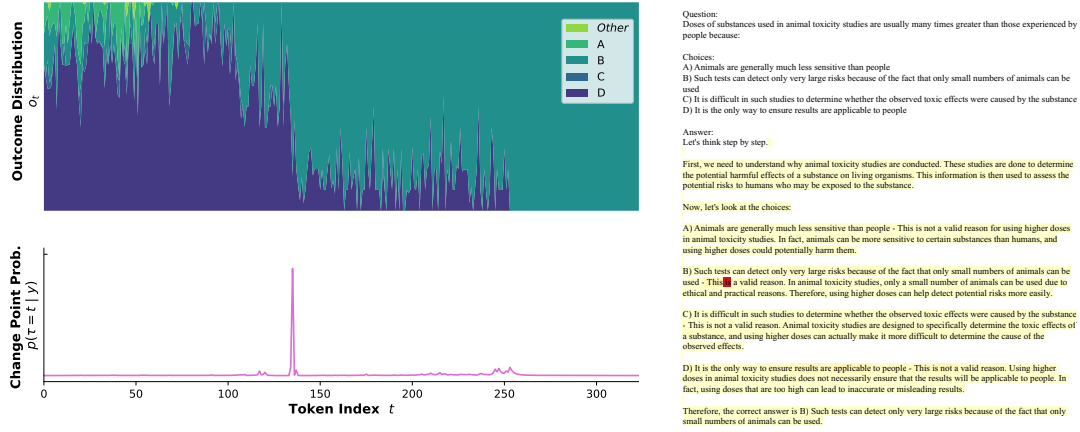 Outcome Distribution
o_t
Other
A
B
C
D
Change Point Prob.
p(τ = t | y)
0
50
100
150
200
250
300
Token Index t
Question:
Doses of substances used in animal toxicity studies are usually many times greater than those experienced by
people because:
Choices:
A) Animals are generally much less sensitive than people
B) Such tests can detect only very large risks because of the fact that only small numbers of animals can be
used
C) It is difficult in such studies to determine whether the observed toxic effects were caused by the substance
D) It is the only way to ensure results are applicable to people
Answer:
Let's think step by step.
First, we need to understand why animal toxicity studies are conducted. These studies are done to determine
the potential harmful effects of a substance on living organisms. This information is then used to assess the
potential risks to humans who may be exposed to the substance.
Now, let's look at the choices:
A) Animals are generally much less sensitive than people - This is not a valid reason for using higher doses
in animal toxicity studies. In fact, animals can be more sensitive to certain substances than humans, and
using higher doses could potentially harm them.
B) Such tests can detect only very large risks because of the fact that only small numbers of animals can be
used - This is a valid reason. In animal toxicity studies, only a small number of animals can be used due to
ethical and practical reasons. Therefore, using higher doses can help detect potential risks more easily.
C) It is difficult in such studies to determine whether the observed toxic effects were caused by the substance
- This is not a valid reason. Animal toxicity studies are designed to specifically determine the toxic effects of
a substance, and using higher doses can actually make it more difficult to determine the cause of the
observed effects.
D) It is the only way to ensure results are applicable to people - This is not a valid reason. Using higher
doses in animal toxicity studies does not necessarily ensure that the results will be applicable to people. In
fact, using doses that are too high can lead to inaccurate or misleading results.
Therefore, the correct answer is B) Such tests can detect only very large risks because of the fact that only
small numbers of animals can be used.